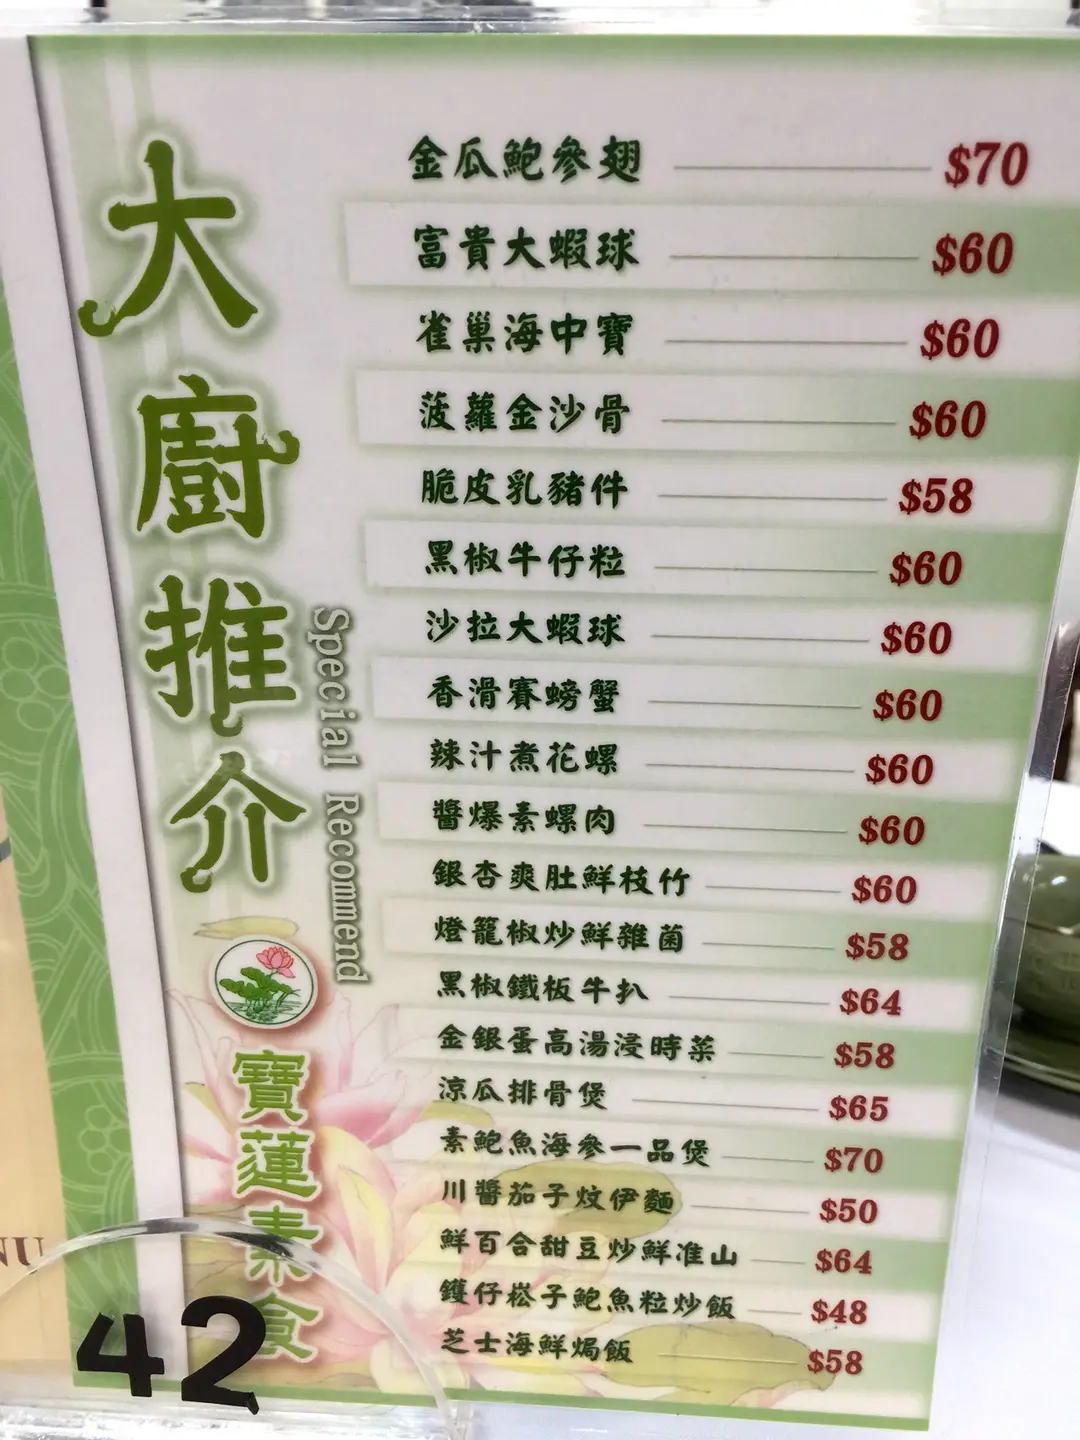 大廚推介
Special Recommend
寶蓮素食
金瓜鮑參翅 $70
富貴大蝦球 $60
雀巢海中寶 $60
菠蘿金沙骨 $60
脆皮乳豬件 $58
黑椒牛仔粒 $60
沙拉大蝦球 $60
香滑賽螃蟹 $60
辣汁煮花螺 $60
醬爆素螺肉 $60
銀杏爽肚鮮枝竹 $60
燈籠椒炒鮮雜菌 $58
黑椒鐵板牛扒 $64
金銀蛋高湯浸時菜 $58
涼瓜排骨煲 $65
素鮑魚海參一品煲 $70
川醬茄子炆伊麵 $50
鮮百合甜豆炒鮮准山 $64
鑊仔崧子鮑魚粒炒飯 $48
芝士海鮮焗飯 $58
NU
42